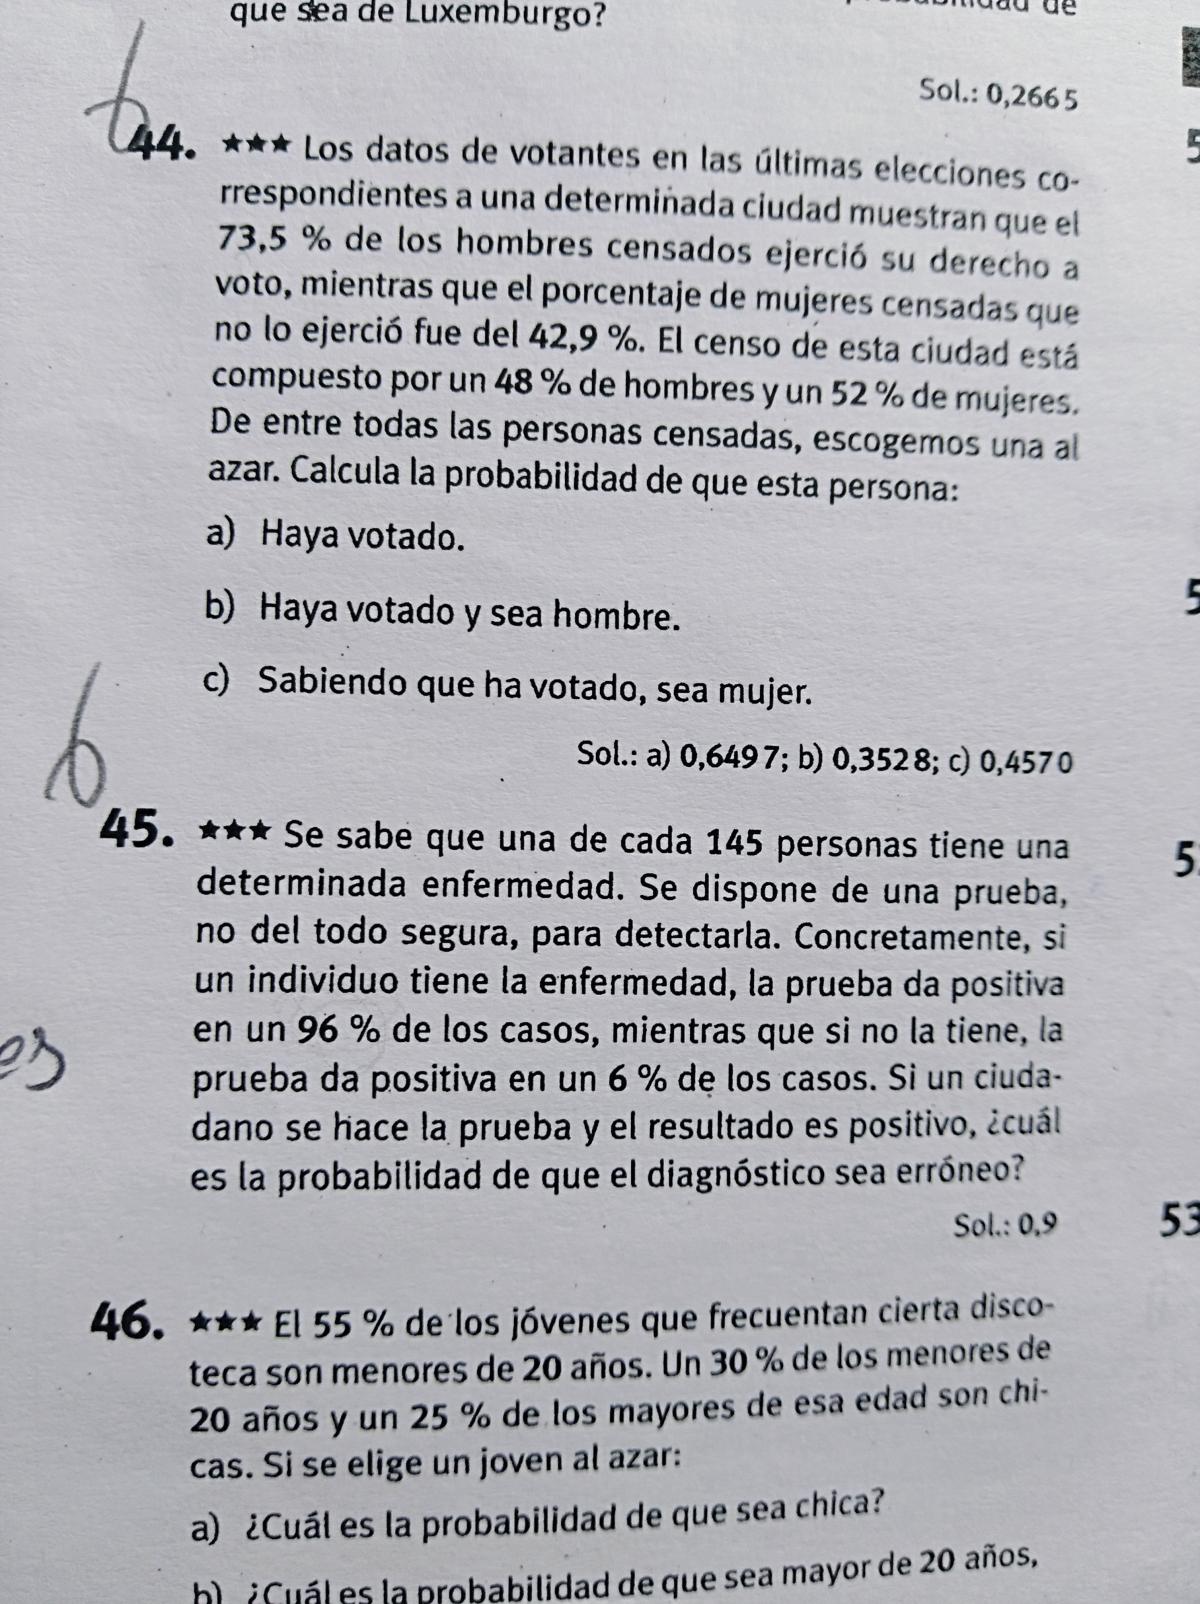 que sea de Luxemburgo?
de
Sol.: 0,2665
44. ★★★ Los datos de votantes en las últimas elecciones co-
rrespondientes a una determinada ciudad muestran que el
73,5 % de los hombres censados ejerció su derecho a
voto, mientras que el porcentaje de mujeres censadas que
no lo ejerció fue del 42,9 %. El censo de esta ciudad está
compuesto por un 48 % de hombres y un 52 % de mujeres.
De entre todas las personas censadas, escogemos una al
azar. Calcula la probabilidad de que esta persona:
a) Haya votado.
b) Haya votado y sea hombre.
c) Sabiendo que ha votado, sea mujer.
Sol.: a) 0,6497; b) 0,3528; c) 0,4570
45. ★★★ Se sabe que una de cada 145 personas tiene una
determinada enfermedad. Se dispone de una prueba,
no del todo segura, para detectarla. Concretamente, si
un individuo tiene la enfermedad, la prueba da positiva
en un 96 % de los casos, mientras que si no la tiene, la
prueba da positiva en un 6 % de los casos. Si un ciuda-
dano se hace la prueba y el resultado es positivo, ¿cuál
es la probabilidad de que el diagnóstico sea erróneo?
Sol.: 0,9
46. ★★★ El 55 % de los jóvenes que frecuentan cierta disco-
teca son menores de 20 años. Un 30 % de los menores de
20 años y un 25 % de los mayores de esa edad son chi-
cas. Si se elige un joven al azar:
a) ¿Cuál es la probabilidad de que sea chica?
b) ¿Cuál es la probabilidad de que sea mayor de 20 años,
53